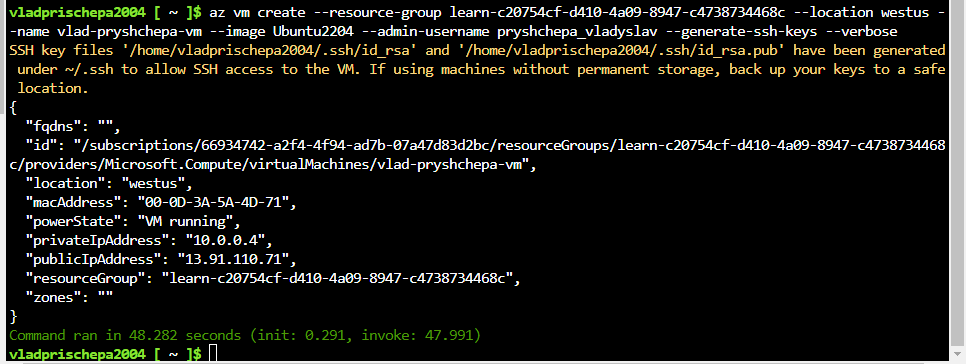 vladprischepa2004 [ ~ ]$ az vm create --resource-group learn-c20754cf-d410-4a09-8947-c4738734468c --location westus -
-name vlad-pryshchepa-vm --image Ubuntu2204 --admin-username pryshchepa_vladyslav --generate-ssh-keys --verbose
SSH key files '/home/vladprischepa2004/.ssh/id_rsa' and '/home/vladprischepa2004/.ssh/id_rsa.pub' have been generated
 under ~/.ssh to allow SSH access to the VM. If using machines without permanent storage, back up your keys to a safe
 location.
{
  "fqdns": "",
  "id": "/subscriptions/66934742-a2f4-4f94-ad7b-07a47d83d2bc/resourceGroups/learn-c20754cf-d410-4a09-8947-c4738734468
c/providers/Microsoft.Compute/virtualMachines/vlad-pryshchepa-vm",
  "location": "westus",
  "macAddress": "00-0D-3A-5A-4D-71",
  "powerState": "VM running",
  "privateIpAddress": "10.0.0.4",
  "publicIpAddress": "13.91.110.71",
  "resourceGroup": "learn-c20754cf-d410-4a09-8947-c4738734468c",
  "zones": ""
}
Command ran in 48.282 seconds (init: 0.291, invoke: 47.991)
vladprischepa2004 [ ~ ]$